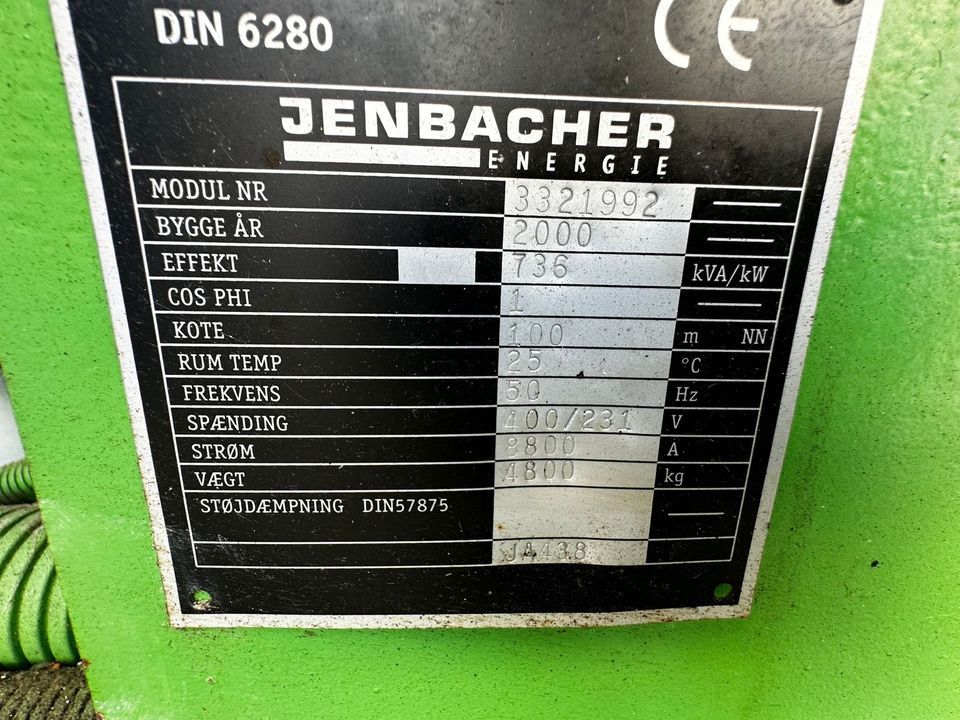 DIN 6280 CE
JENBACHER
ENERGIE
MODUL NR 3321992
BYGGE ÅR 2000
EFFEKT 736 kVA/kW
COS PHI 1
KOTE 100 m NN
RUM TEMP 25 °C
FREKVENS 50 Hz
SPÆNDING 400/231 V
STRØM 8800 A
VÆGT 4800 kg
STØJDÆMPNING DIN57875
JA438